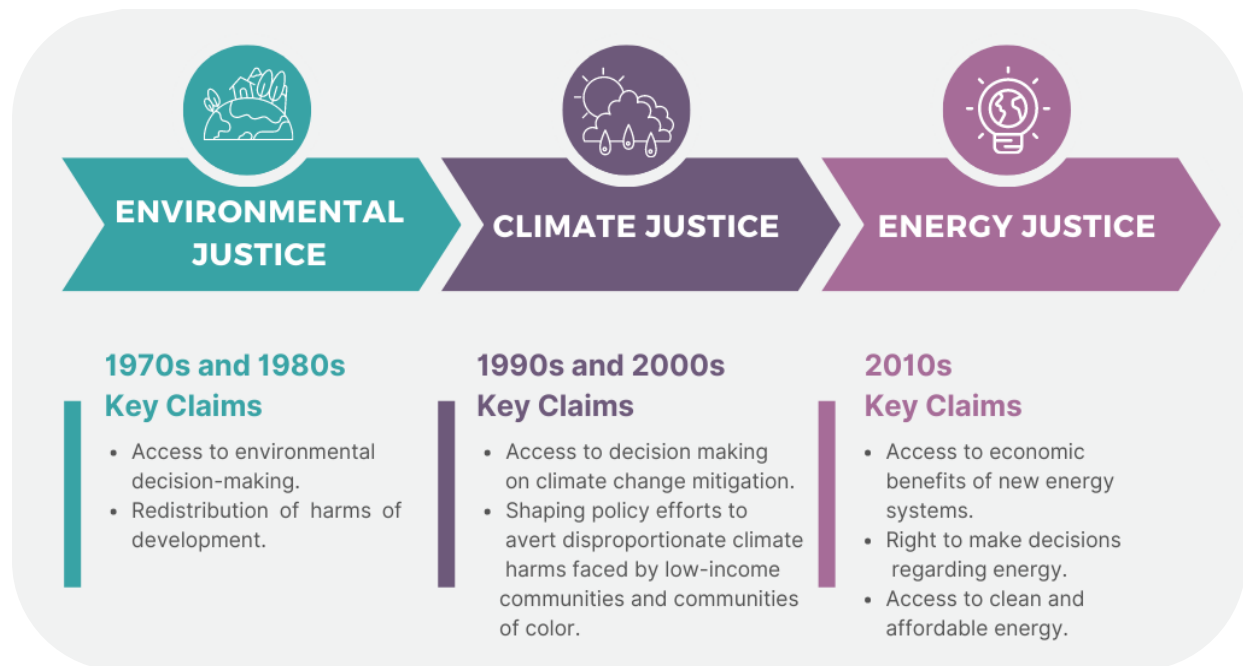 ENVIRONMENTAL
JUSTICE
CLIMATE JUSTICE
ENERGY JUSTICE
1970s and 1980s
Key Claims
• Access to environmental
decision-making.
• Redistribution of harms of
development.
1990s and 2000s
Key Claims
• Access to decision making
on climate change mitigation.
• Shaping policy efforts to
avert disproportionate climate
harms faced by low-income
communities and communities
of color.
2010s
Key Claims
• Access to economic
benefits of new energy
systems.
• Right to make decisions
regarding energy.
• Access to clean and
affordable energy.